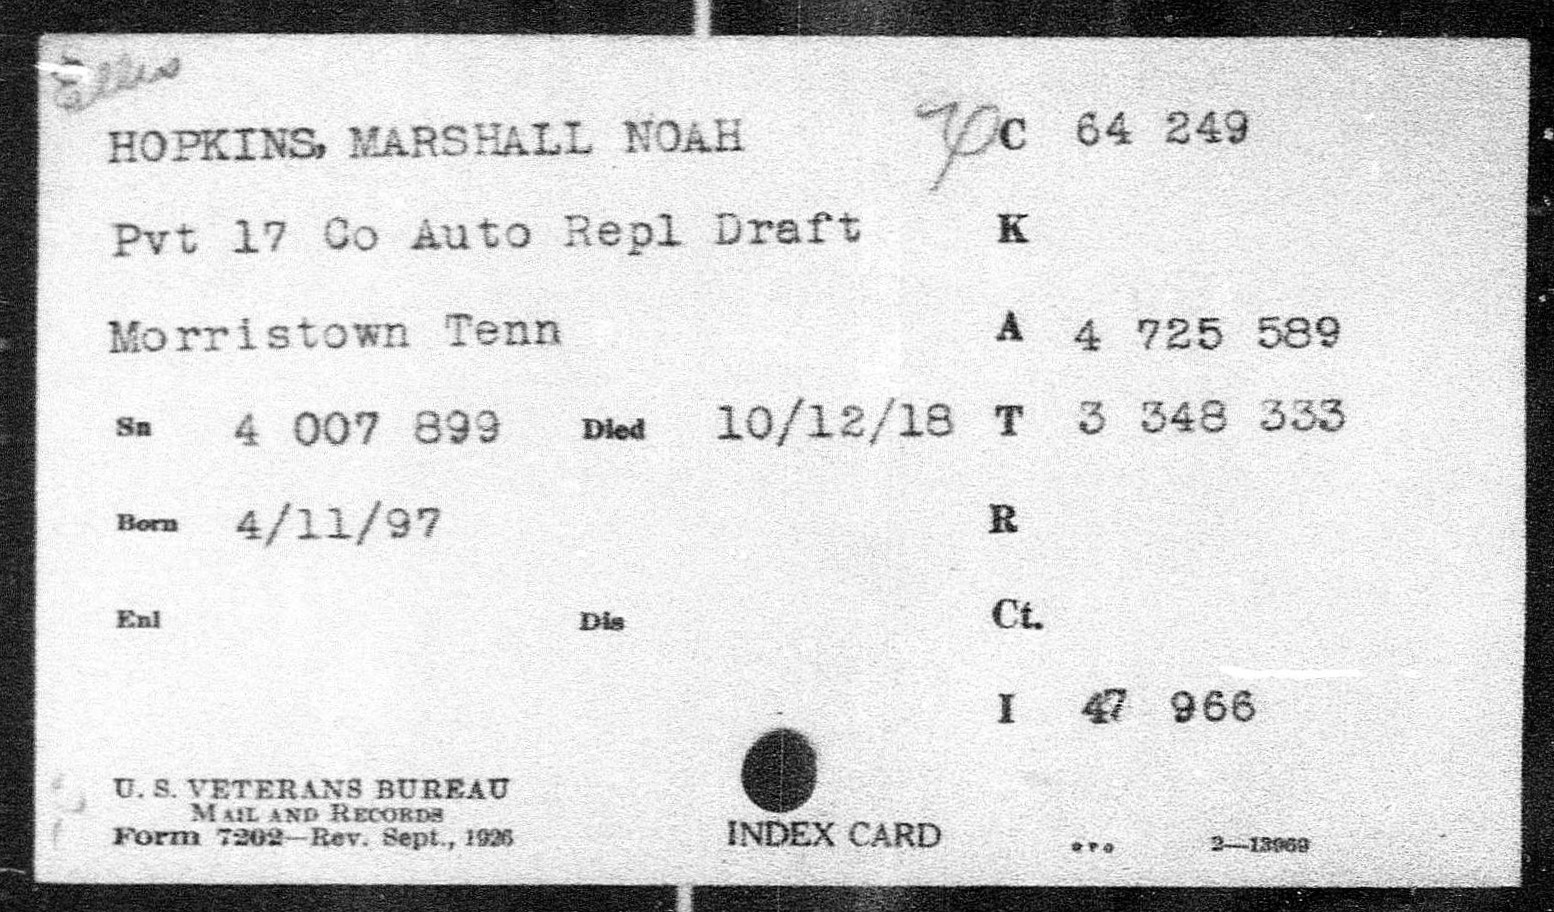 Ellis
HOPKINS, MARSHALL NOAH C 64 249
Pvt 17 Co Auto Repl Draft K
Morristown Tenn A 4 725 589
Sn 4 007 899 Died 10/12/18 T 3 348 333
Born 4/11/97 R
Enl Dis Ct.
I 47 966
U. S. VETERANS BUREAU
MAIL AND RECORDS
Form 7202—Rev. Sept., 1926 INDEX CARD 2—13969